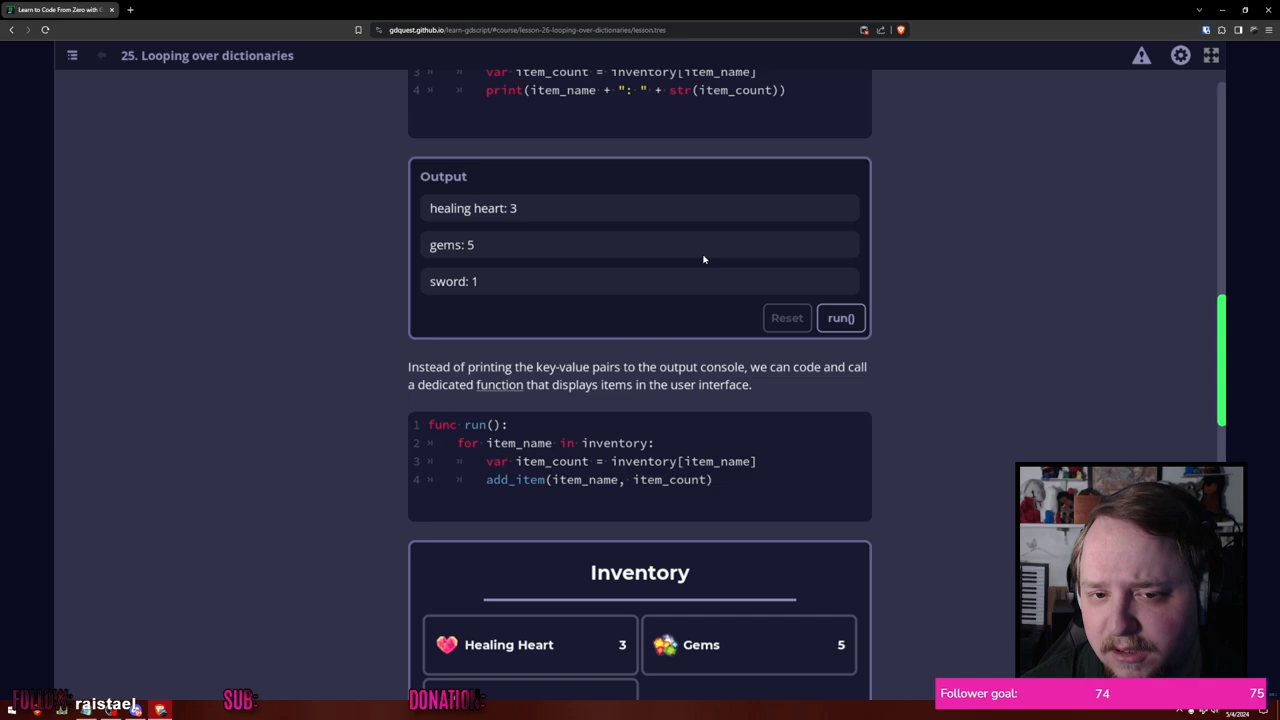 Learn to Code From Zero with
gdquest.github.io/learn-gdscript/#course/lesson-26-looping-over-dictionaries/lesson.tres
25. Looping over dictionaries
3 var item_count = inventory[item_name]
4 print(item_name + ": " + str(item_count))
Output
healing heart: 3
gems: 5
sword: 1
Reset run()
Instead of printing the key-value pairs to the output console, we can code and call
a dedicated function that displays items in the user interface.
1 func run():
2 for item_name in inventory:
3 var item_count = inventory[item_name]
4 add_item(item_name, item_count)
Inventory
Healing Heart 3
Gems 5
FOLLOW: raistael
SUB:
DONATION:
Follower goal: 74 75
5/4/2024